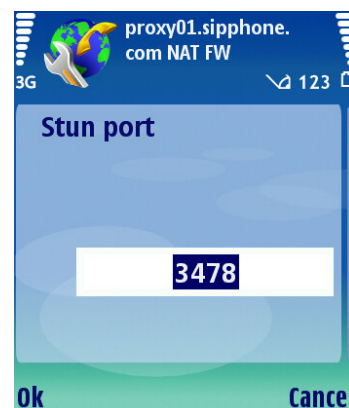 proxy01.sipphone.
com NAT FW
3G
123
Stun port
3478
Ok
Cance